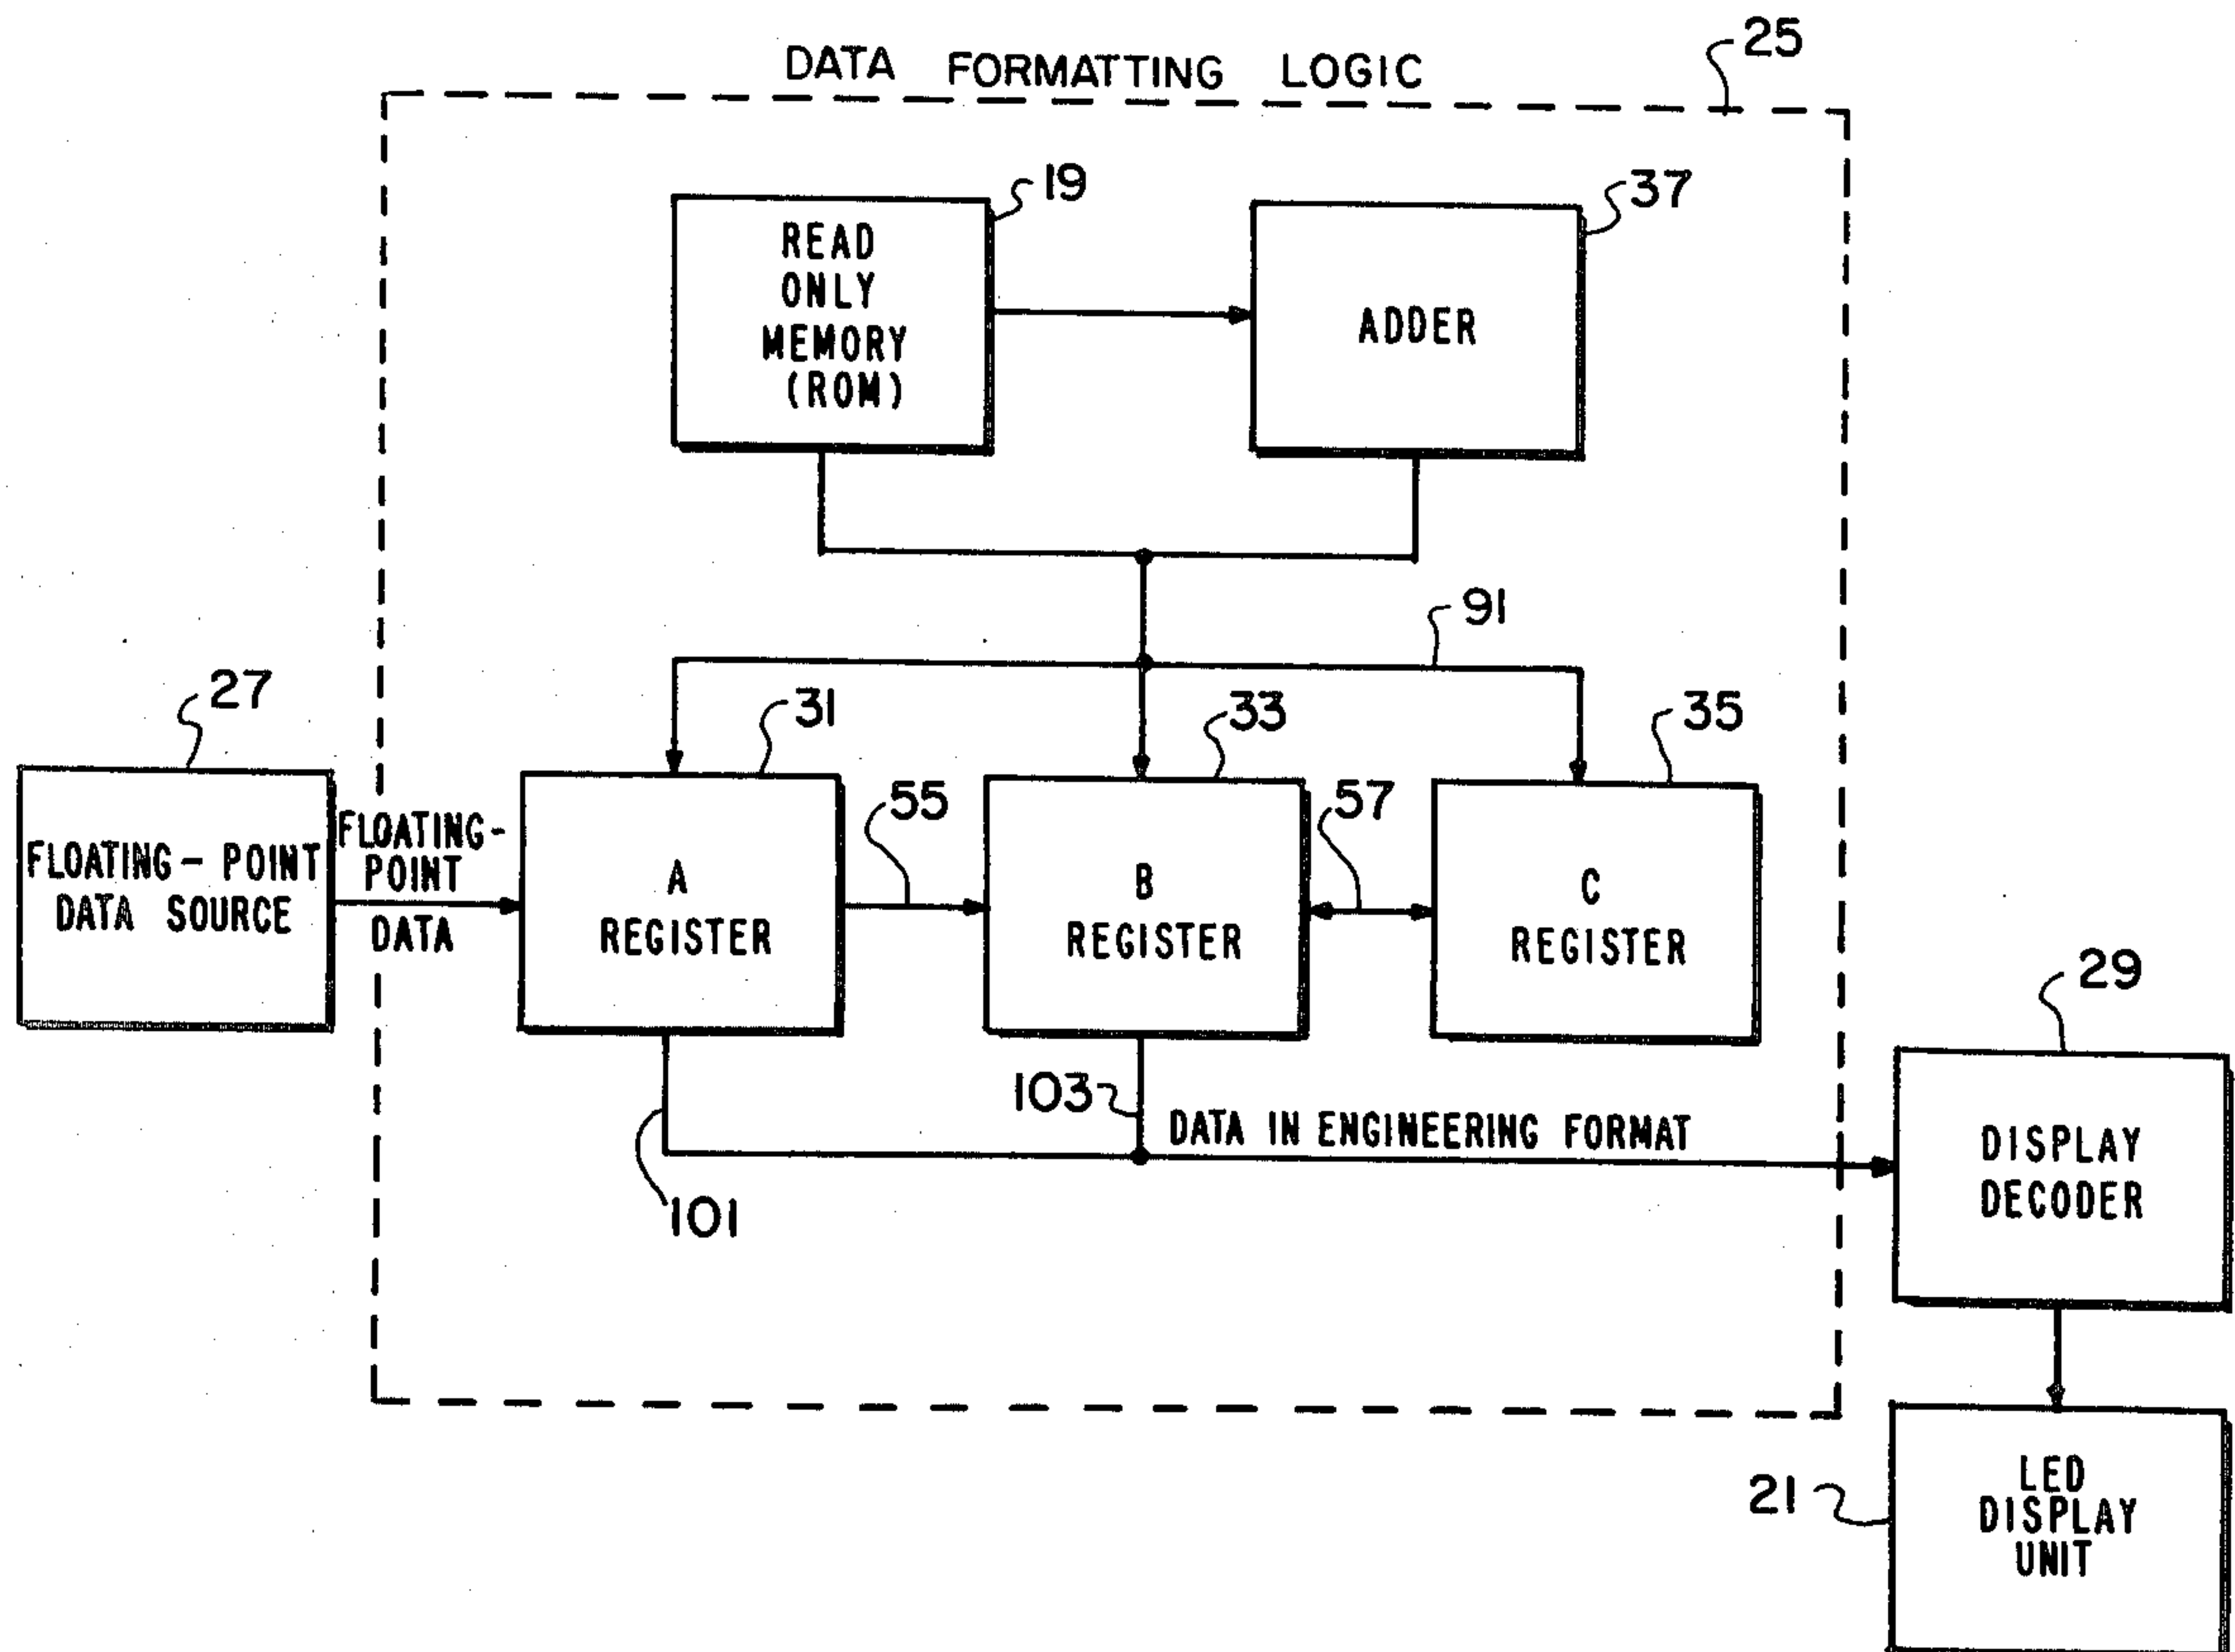 DATA FORMATTING LOGIC
25
19
37
READ
ONLY
MEMORY
(ROM)
ADDER
91
27
31
33
35
FLOATING-POINT
DATA SOURCE
FLOATING-
POINT
DATA
55
57
A
REGISTER
B
REGISTER
C
REGISTER
29
103
101
DATA IN ENGINEERING FORMAT
DISPLAY
DECODER
21
LED
DISPLAY
UNIT